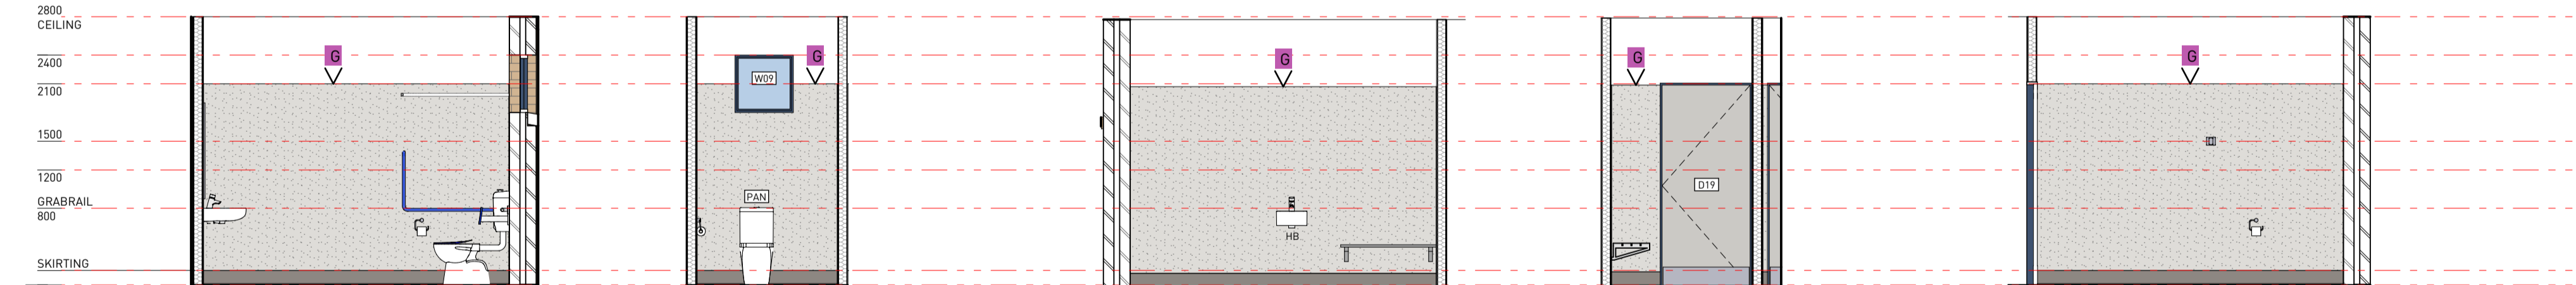 2800
CEILING
G
G
G
G
G
2400
W09
2100
1500
1200
PAN
D19
GRABRAIL
800
HB
SKIRTING